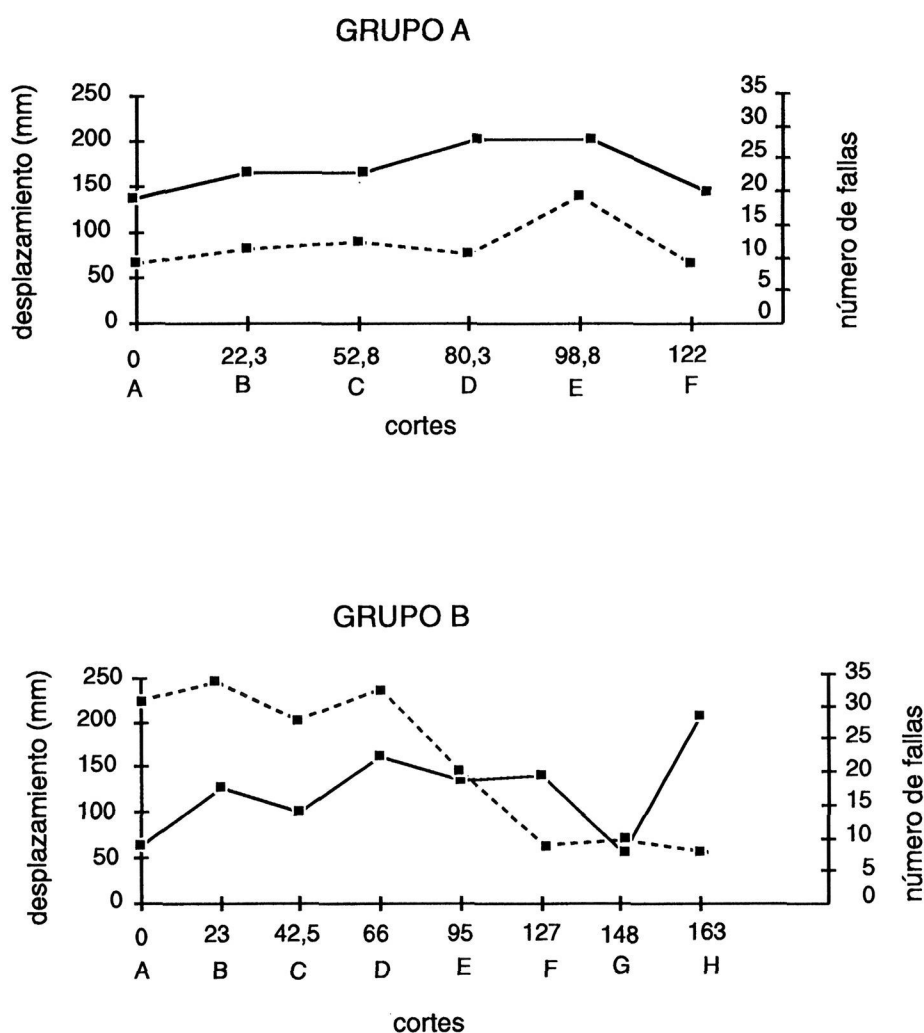 GRUPO A
desplazamiento (mm)
250
200
150
100
50
0
35
30
25
20
15
10
5
0
número de fallas
0 22,3 52,8 80,3 98,8 122
A B C D E F
cortes
GRUPO B
desplazamiento (mm)
250
200
150
100
50
0
35
30
25
20
15
10
5
0
número de fallas
0 23 42,5 66 95 127 148 163
A B C D E F G H
cortes